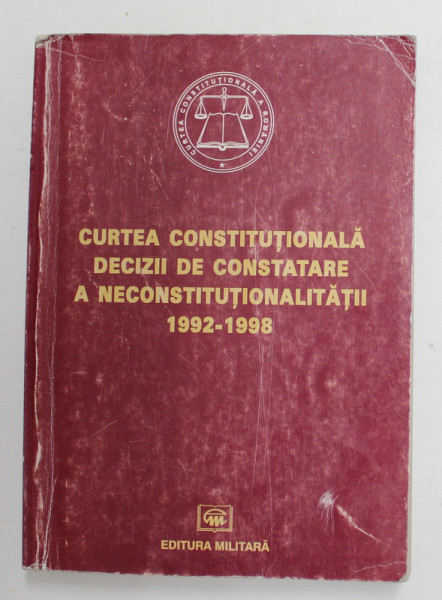 CURTEA CONSTITUȚIONALĂ A ROMÂNIEI
CURTEA CONSTITUȚIONALĂ
DECIZII DE CONSTATARE
A NECONSTITUȚIONALITĂȚII
1992-1998
EDITURA MILITARĂ